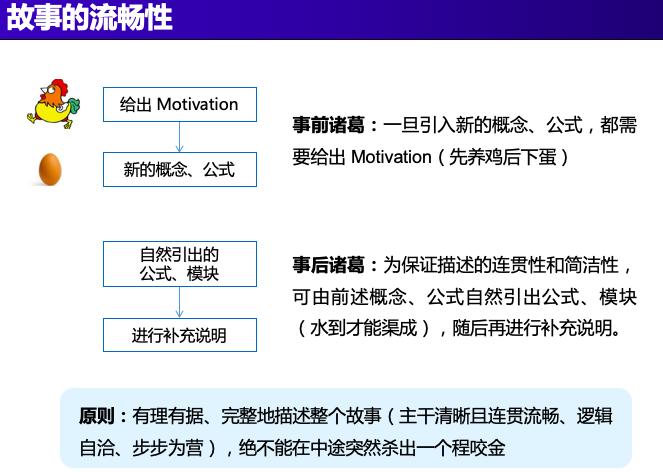 故事的流畅性
给出 Motivation
新的概念、公式
事前诸葛：一旦引入新的概念、公式，都需
要给出 Motivation（先养鸡后下蛋）
自然引出的
公式、模块
进行补充说明
事后诸葛：为保证描述的连贯性和简洁性，
可由前述概念、公式自然引出公式、模块
（水到才能渠成），随后再进行补充说明。
原则：有理有据、完整地描述整个故事（主干清晰且连贯流畅、逻辑
自洽、步步为营），绝不能在中途突然杀出一个程咬金